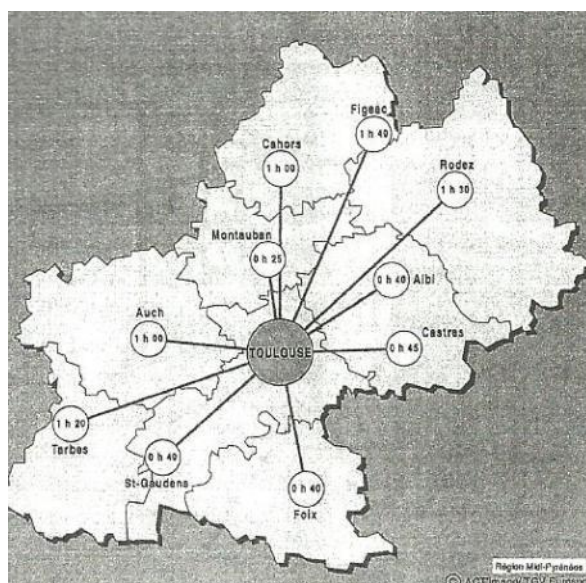 Figeac
1 h 40
Cahors
1 h 00
Rodez
1 h 30
Montauban
0 h 25
0 h 40
Albi
Auch
1 h 00
TOULOUSE
0 h 45
Castres
1 h 20
Tarbes
0 h 40
St-Gaudens
0 h 40
Foix
Région Midi-Pyrénées